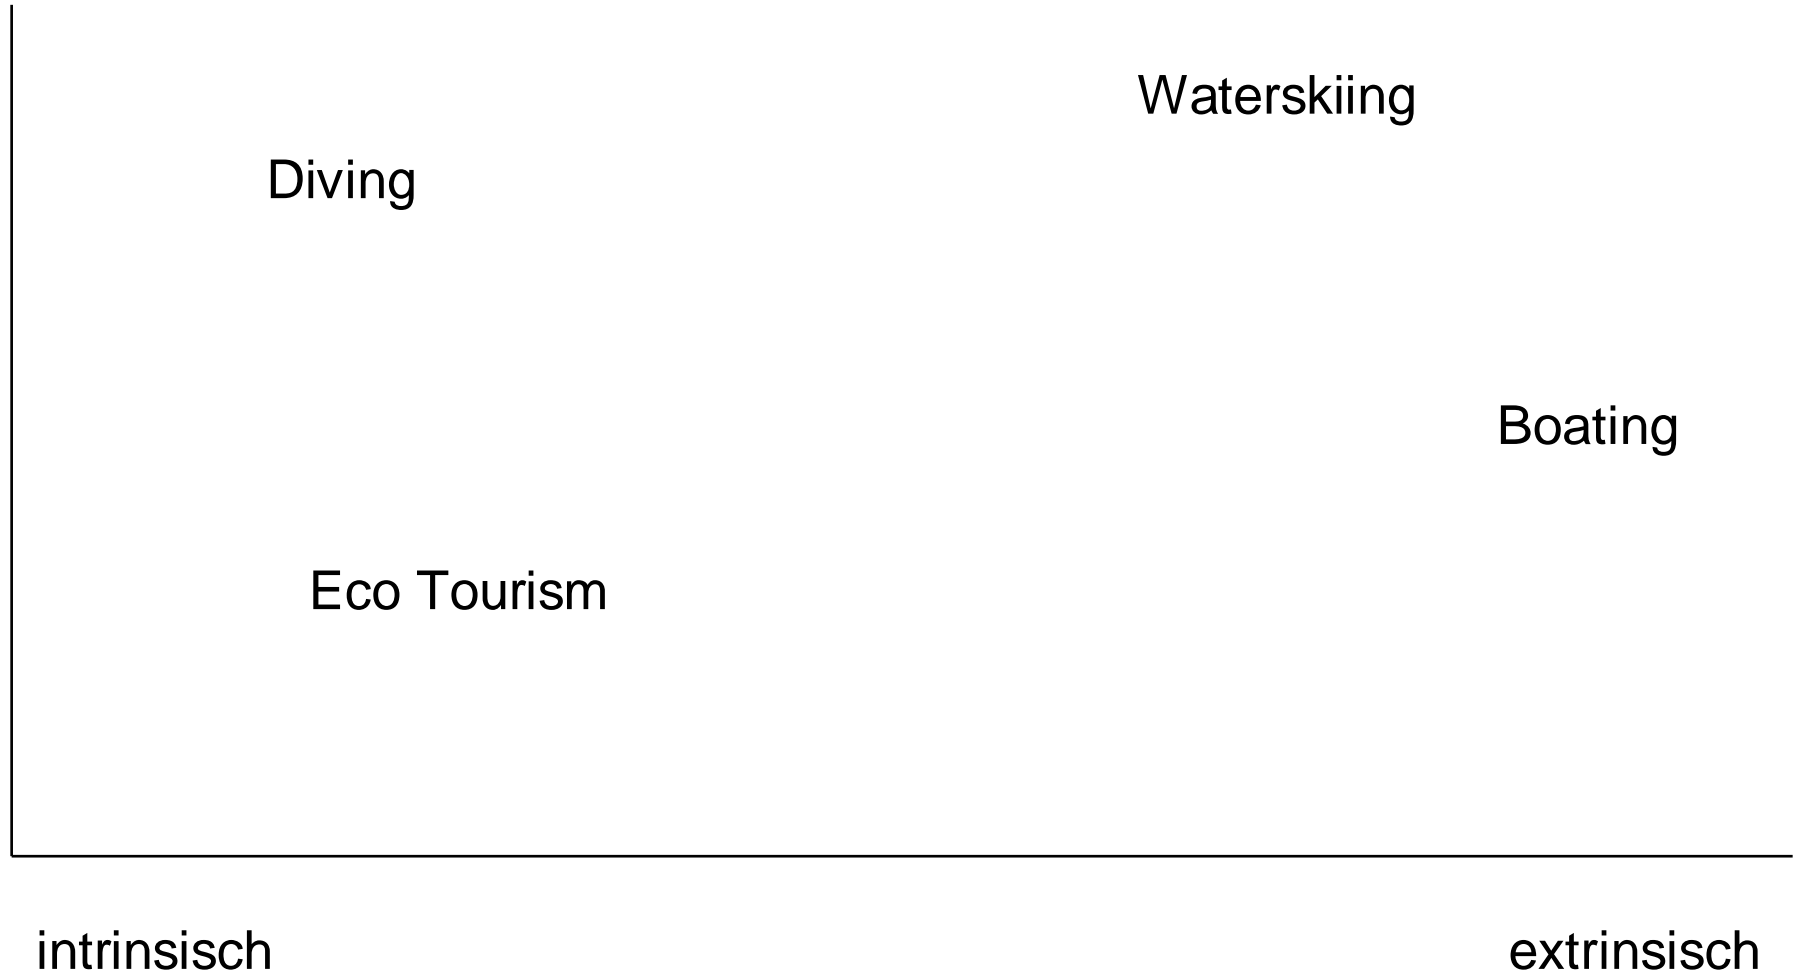 Waterskiing
Diving
Boating
Eco Tourism
intrinsisch
extrinsisch